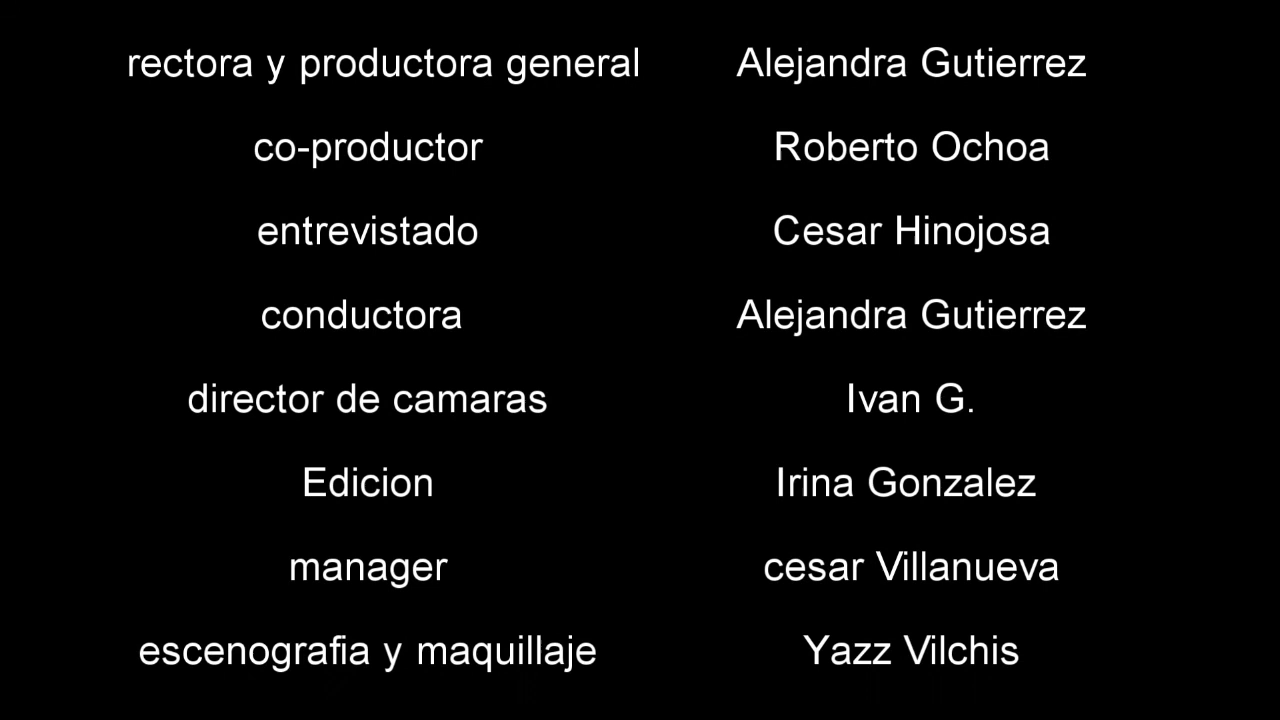 rectora y productora general Alejandra Gutierrez
co-productor Roberto Ochoa
entrevistado Cesar Hinojosa
conductora Alejandra Gutierrez
director de camaras Ivan G.
Edicion Irina Gonzalez
manager cesar Villanueva
escenografia y maquillaje Yazz Vilchis